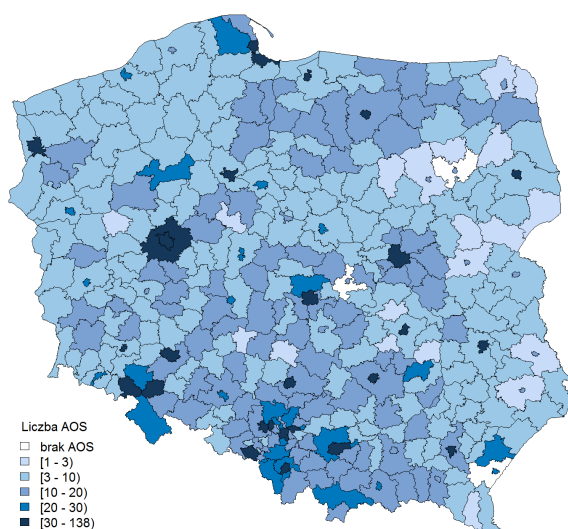 Liczba AOS
brak AOS
[1 - 3)
[3 - 10)
[10 - 20)
[20 - 30)
[30 - 138)